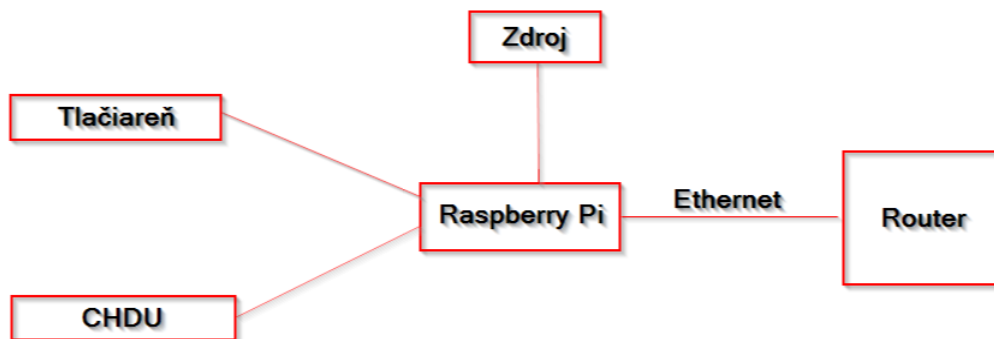 Zdroj
Tlačiareň
Raspberry Pi
Ethernet
Router
CHDU